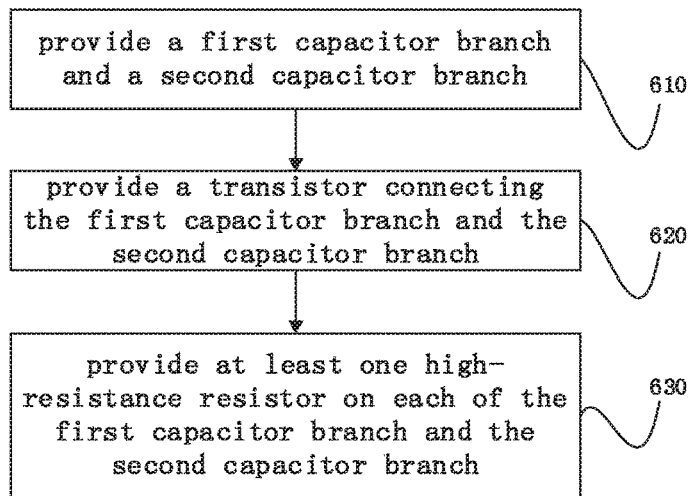 provide a first capacitor branch
and a second capacitor branch
610
provide a transistor connecting
the first capacitor branch and the
second capacitor branch
620
provide at least one high-
resistance resistor on each of the
first capacitor branch and the
second capacitor branch
630